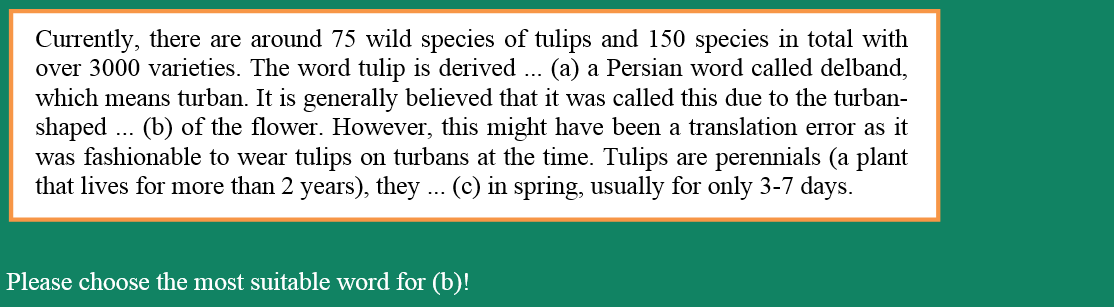 Currently, there are around 75 wild species of tulips and 150 species in total with
over 3000 varieties. The word tulip is derived ... (a) a Persian word called delband,
which means turban. It is generally believed that it was called this due to the turban-
shaped ... (b) of the flower. However, this might have been a translation error as it
was fashionable to wear tulips on turbans at the time. Tulips are perennials (a plant
that lives for more than 2 years), they ... (c) in spring, usually for only 3-7 days.
Please choose the most suitable word for (b)!